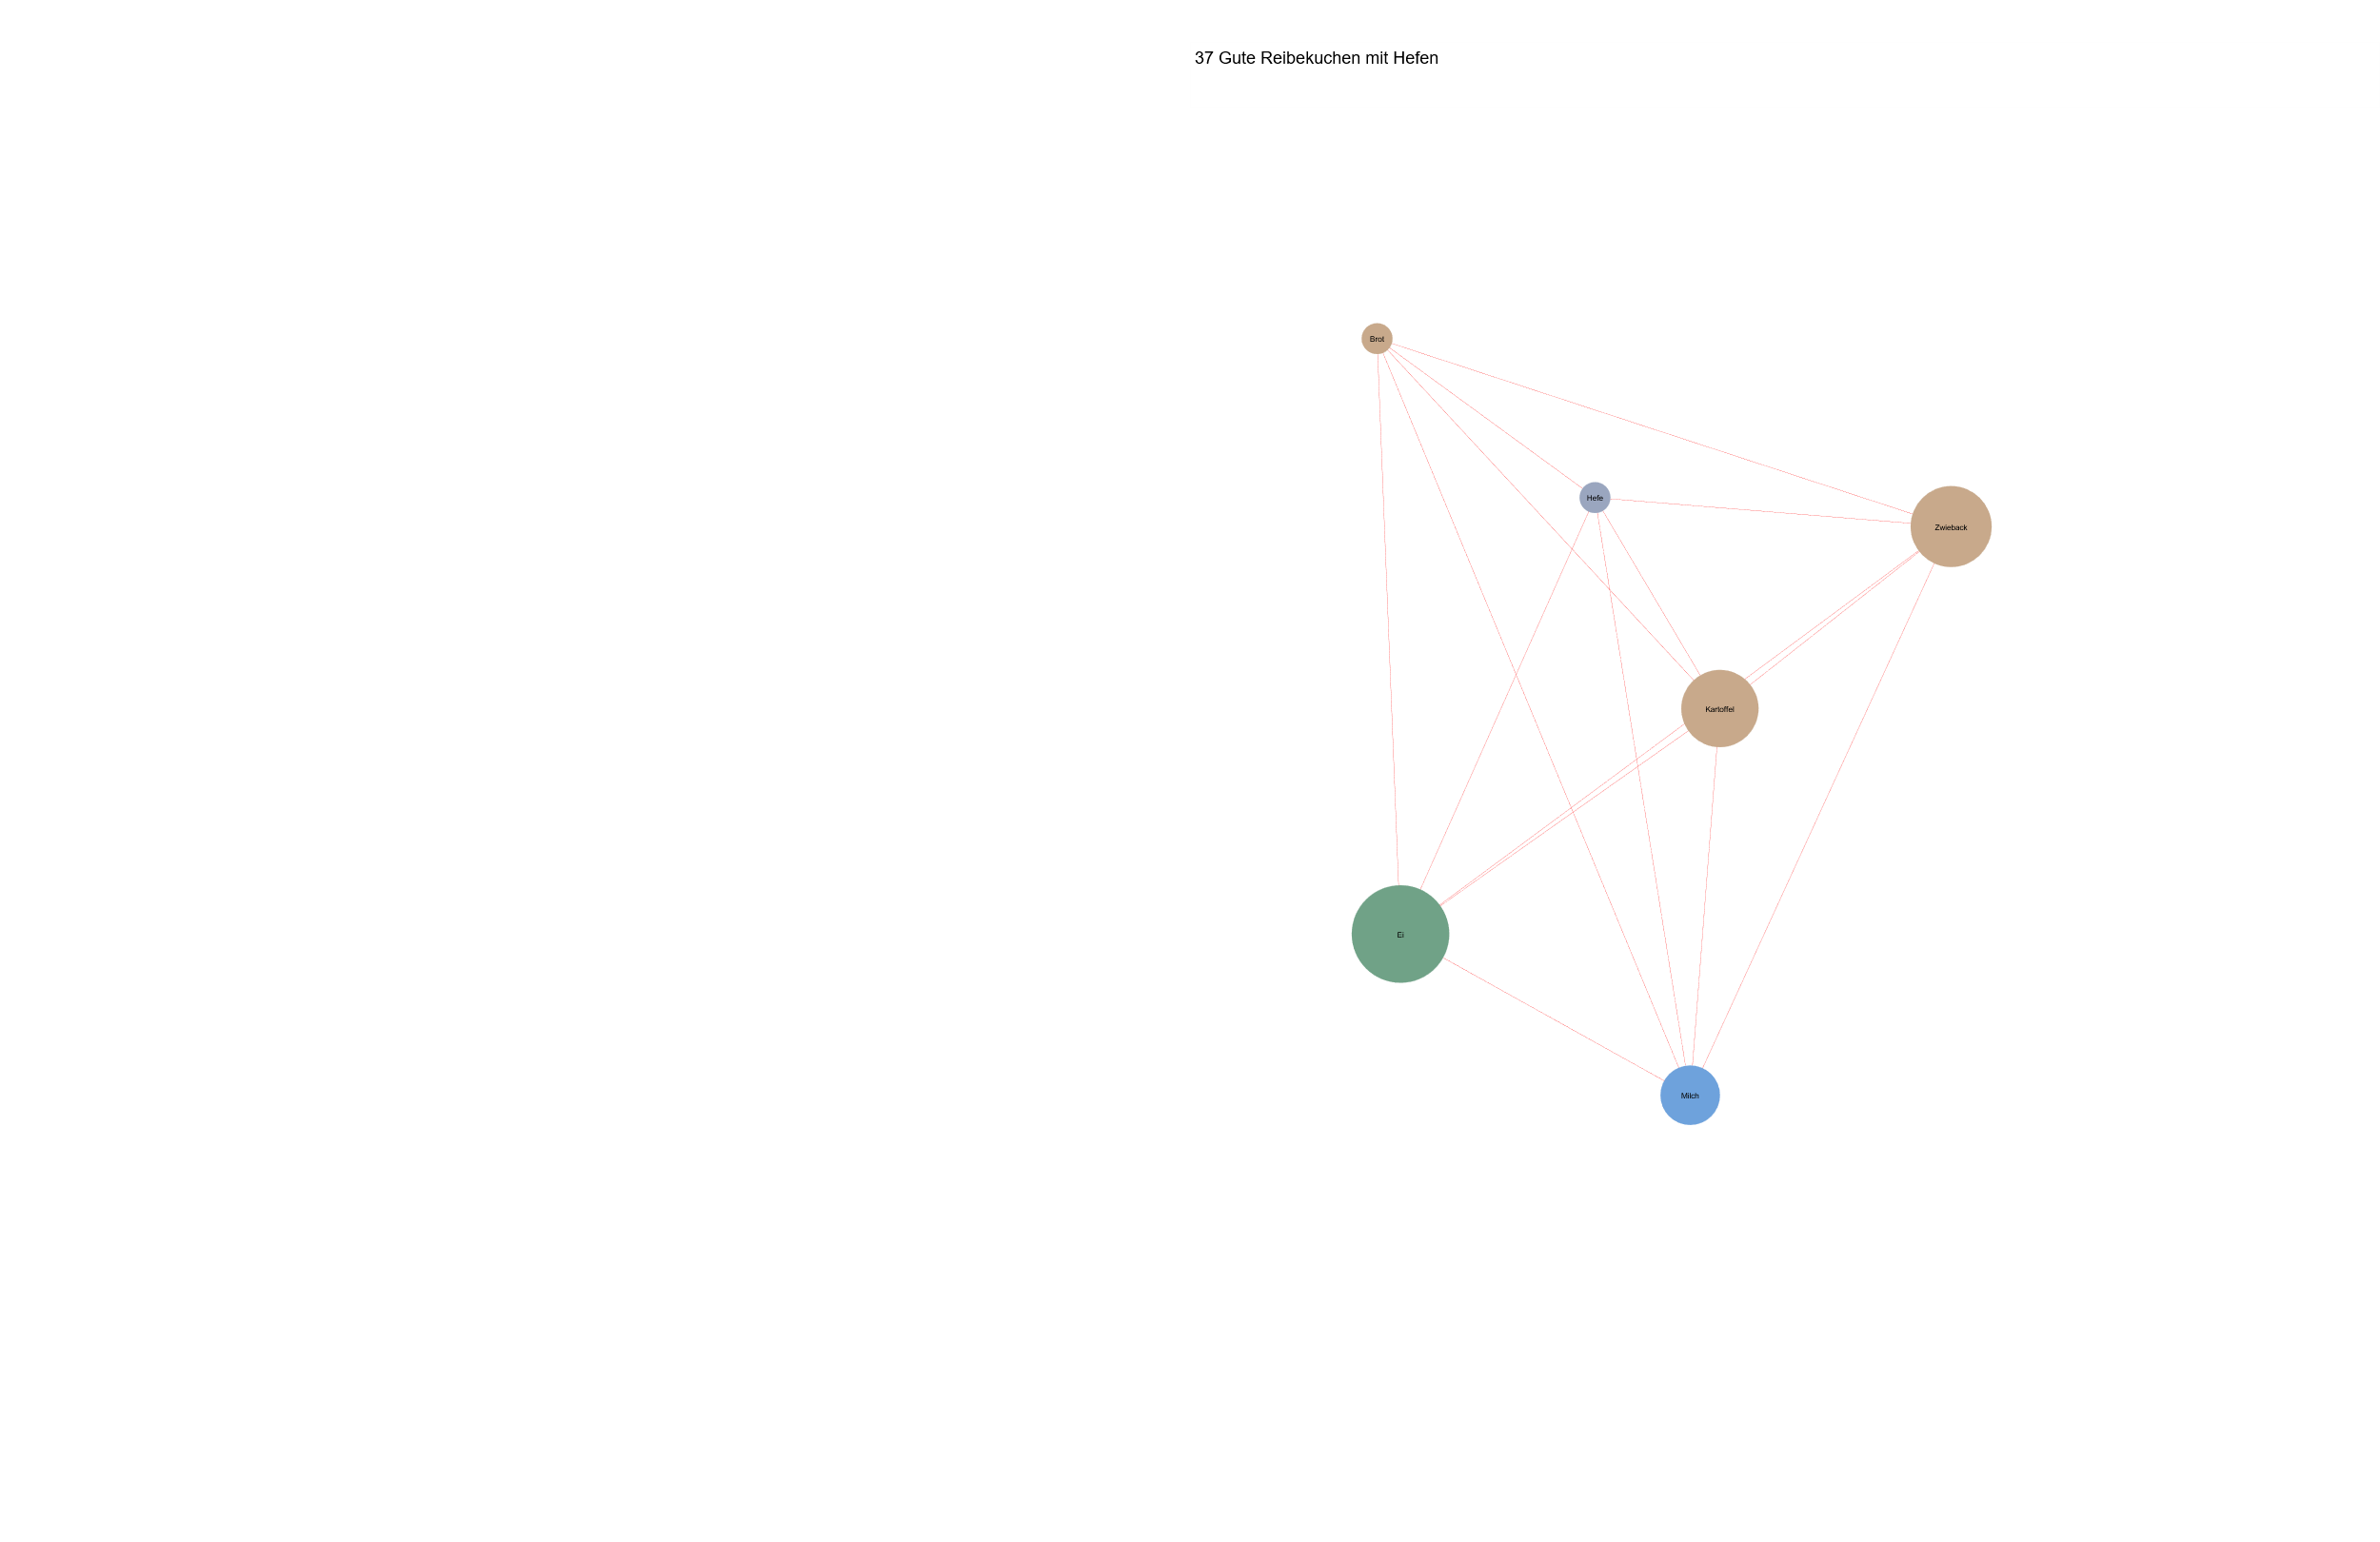 37 Gute Reibekuchen mit Hefen
Brot
Hefe
Zwieback
Kartoffel
Ei
Milch